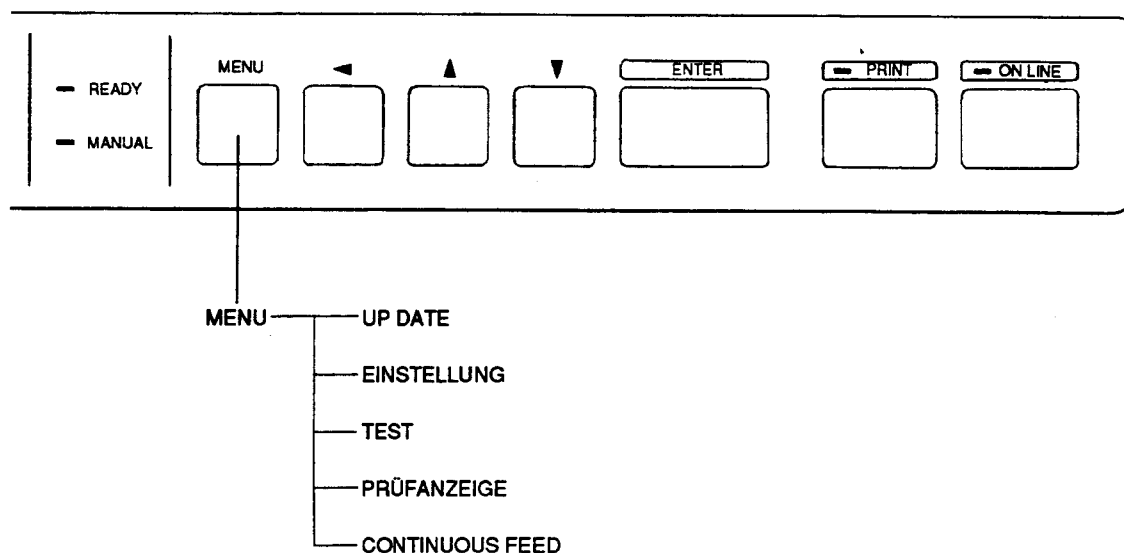 READY
MANUAL
MENU
ENTER
PRINT
ON LINE
MENU
UP DATE
EINSTELLUNG
TEST
PRÜFANZEIGE
CONTINUOUS FEED